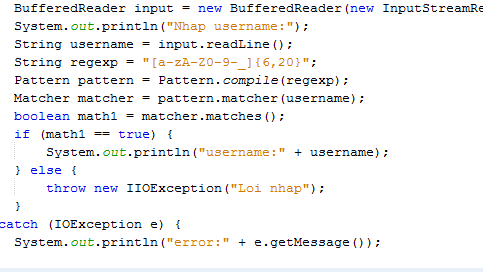 BufferedReader input = new BufferedReader(new InputStreamRe
System.out.println("Nhap username:");
String username = input.readLine();
String regexp = "[a-zA-Z0-9-_]{6,20}";
Pattern pattern = Pattern.compile(regexp);
Matcher matcher = pattern.matcher(username);
boolean math1 = matcher.matches();
if (math1 == true) {
System.out.println("username:" + username);
} else {
throw new IIOException("Loi nhap");
}
catch (IOException e) {
System.out.println("error:" + e.getMessage());